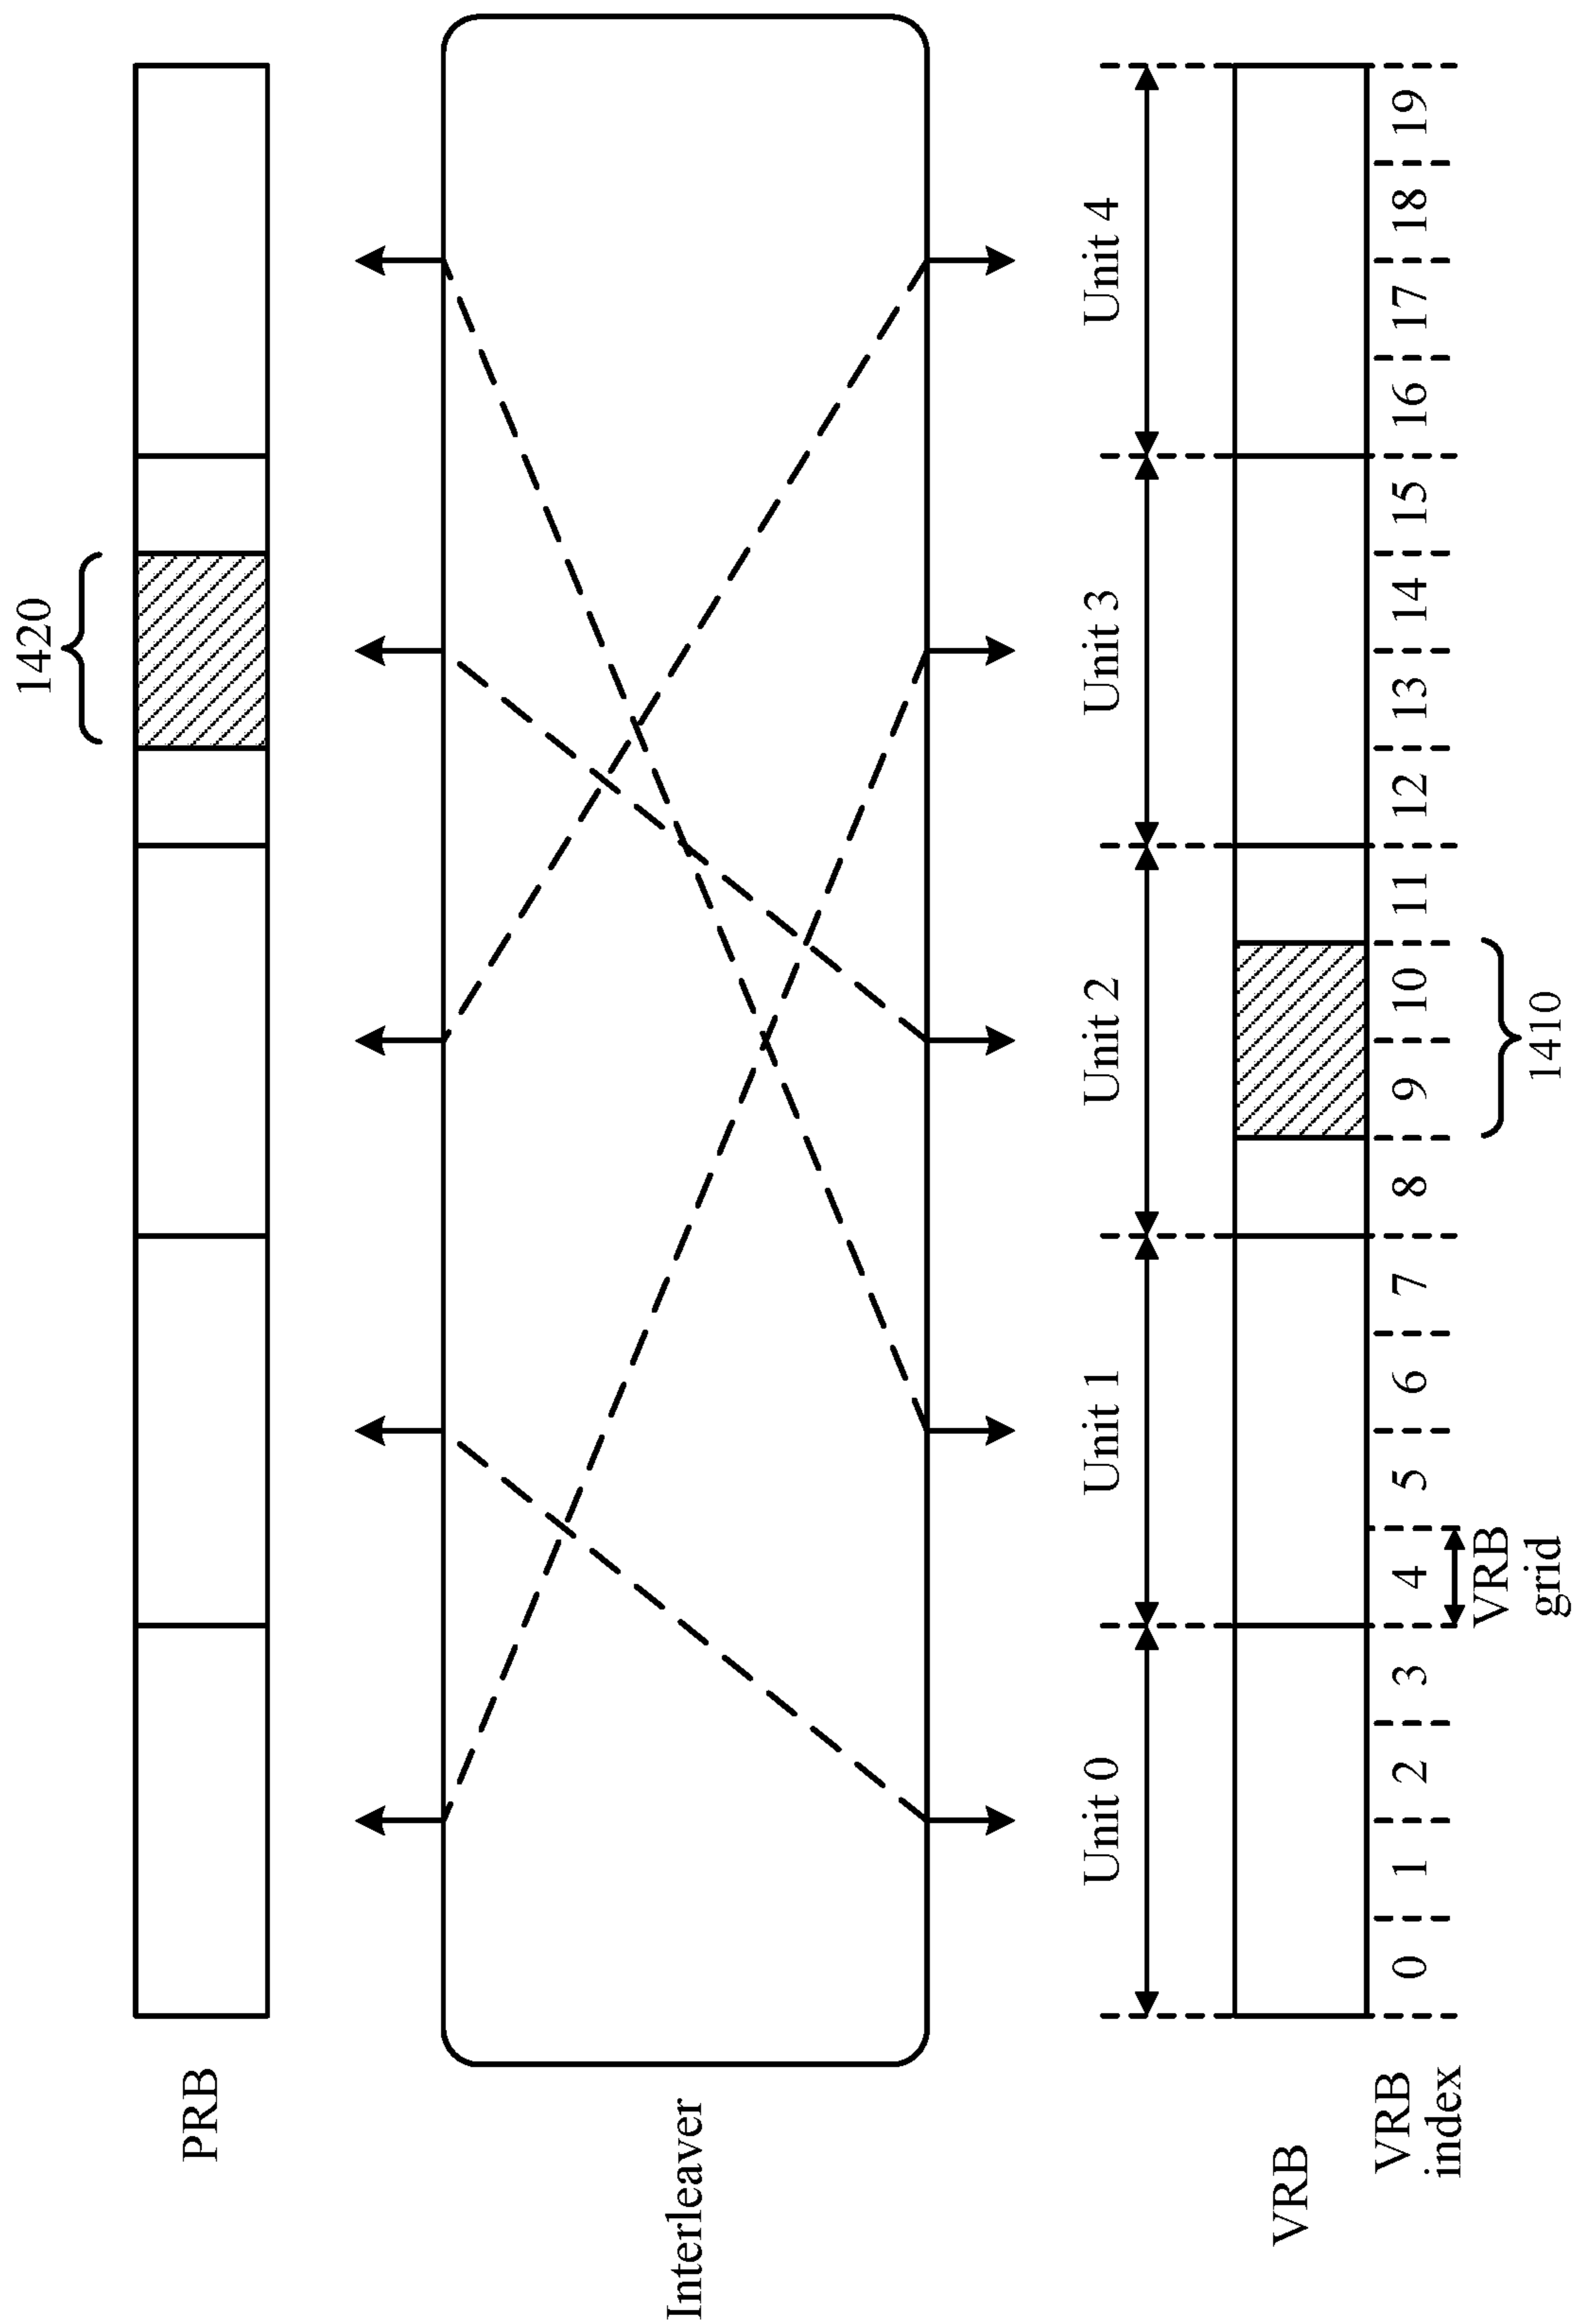 1420
PRB
Interleaver
Unit 0
Unit 1
Unit 2
Unit 3
Unit 4
VRB
VRB
index
0
1
2
3
4
5
6
7
8
9
10
11
12
13
14
15
16
17
18
19
VRB
grid
1410